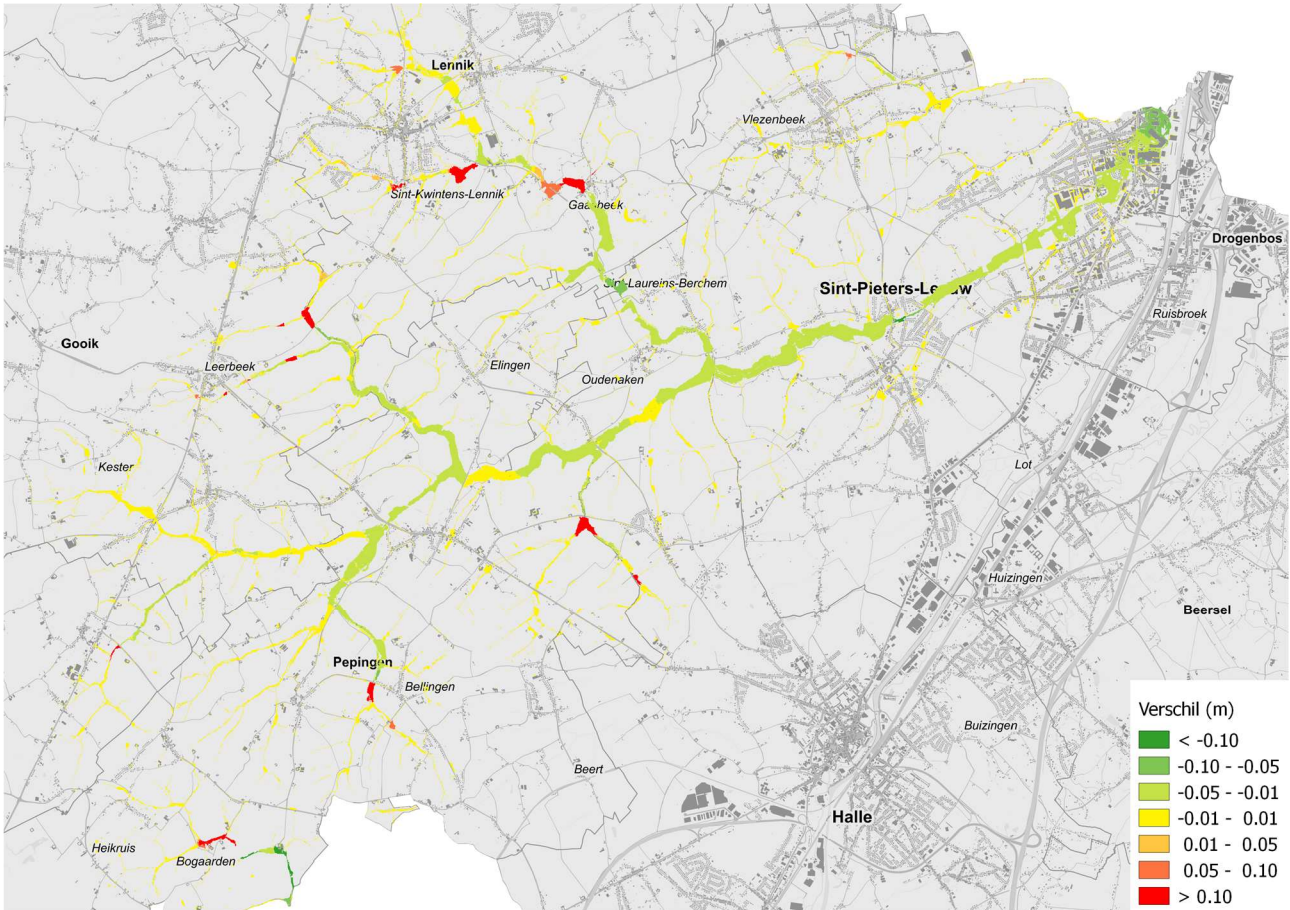 Lennik
Vlezenbeek
Sint-Kwintens-Lennik
Gaasbeek
Drogenbos
Sint-Laureins-Berchem
Sint-Pieters-Leeuw
Ruisbroek
Gooik
Leerbeek
Elingen
Oudenaken
Kester
Lot
Huizingen
Beersel
Pepingen
Bellingen
Buizingen
Beert
Halle
Heikruis
Bogaarden
Verschil (m)
< -0.10
-0.10 - -0.05
-0.05 - -0.01
-0.01 - 0.01
0.01 - 0.05
0.05 - 0.10
> 0.10